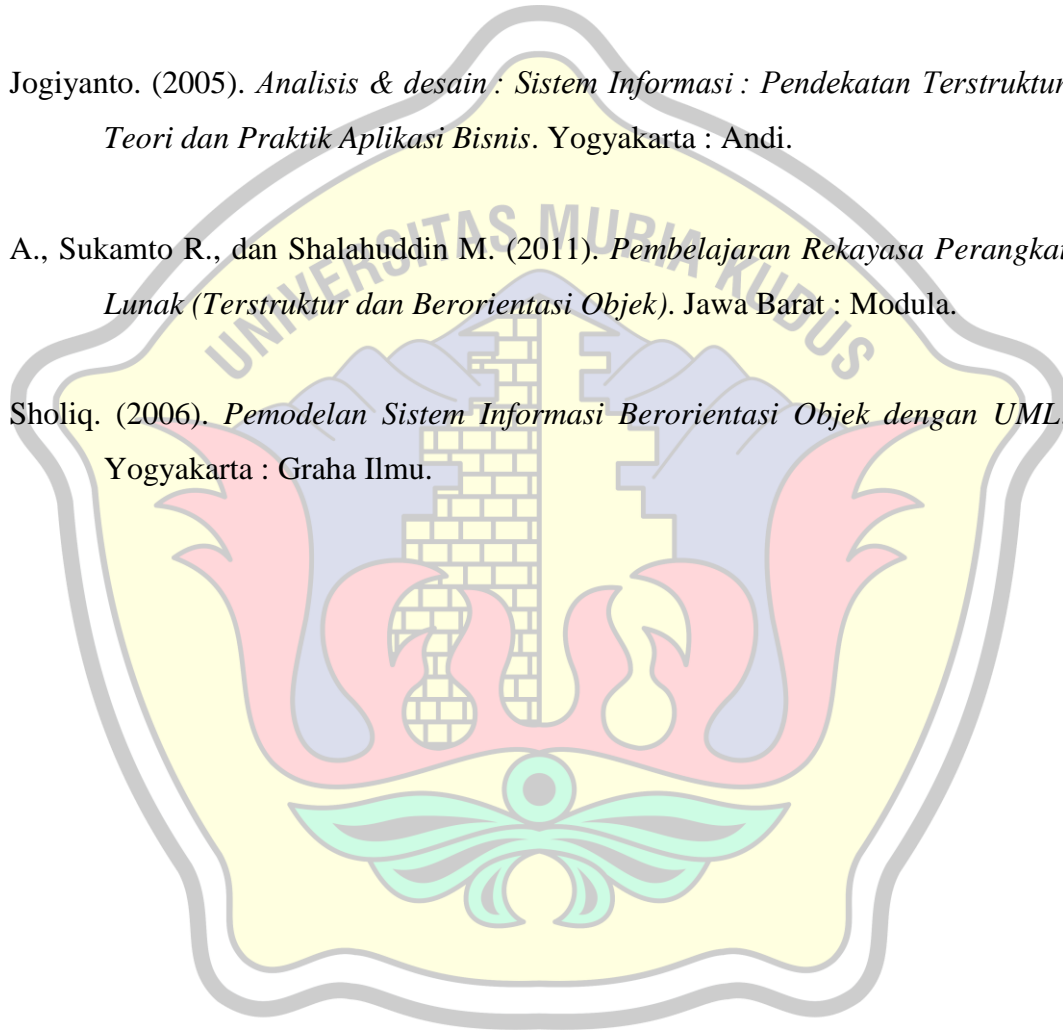 Jogiyanto. (2005). Analisis & desain : Sistem Informasi : Pendekatan Terstruktur
Teori dan Praktik Aplikasi Bisnis. Yogyakarta : Andi.
A., Sukamto R., dan Shalahuddin M. (2011). Pembelajaran Rekayasa Perangkat
Lunak (Terstruktur dan Berorientasi Objek). Jawa Barat : Modula.
Sholiq. (2006). Pemodelan Sistem Informasi Berorientasi Objek dengan UML.
Yogyakarta : Graha Ilmu.
UNIVERSITAS MURIA KUDUS